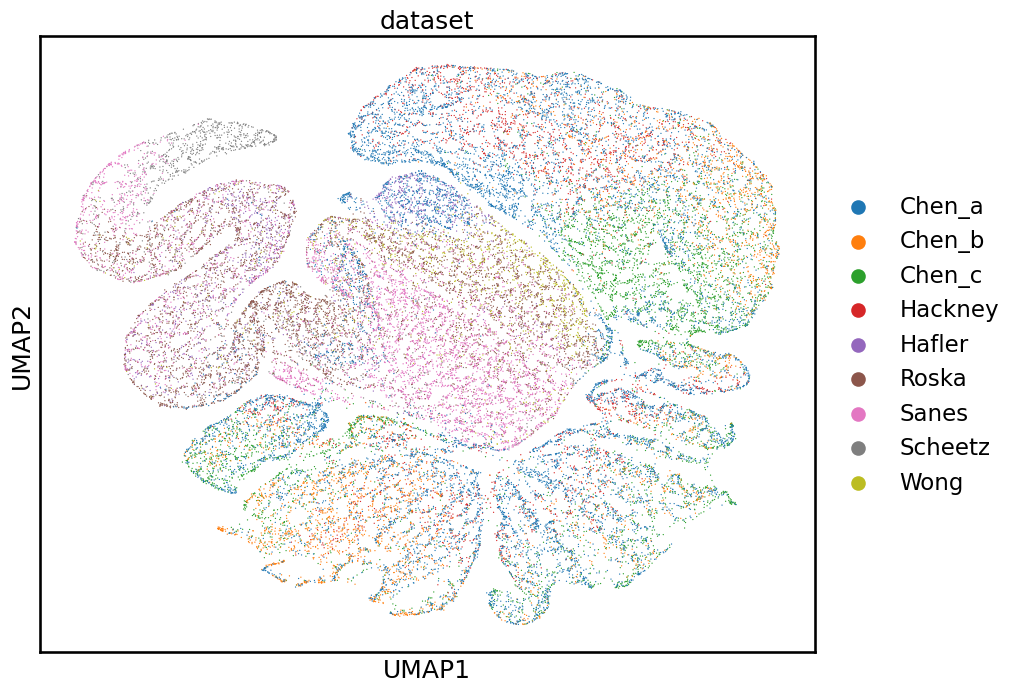 dataset
UMAP2
UMAP1
Chen_a
Chen_b
Chen_c
Hackney
Hafler
Roska
Sanes
Scheetz
Wong